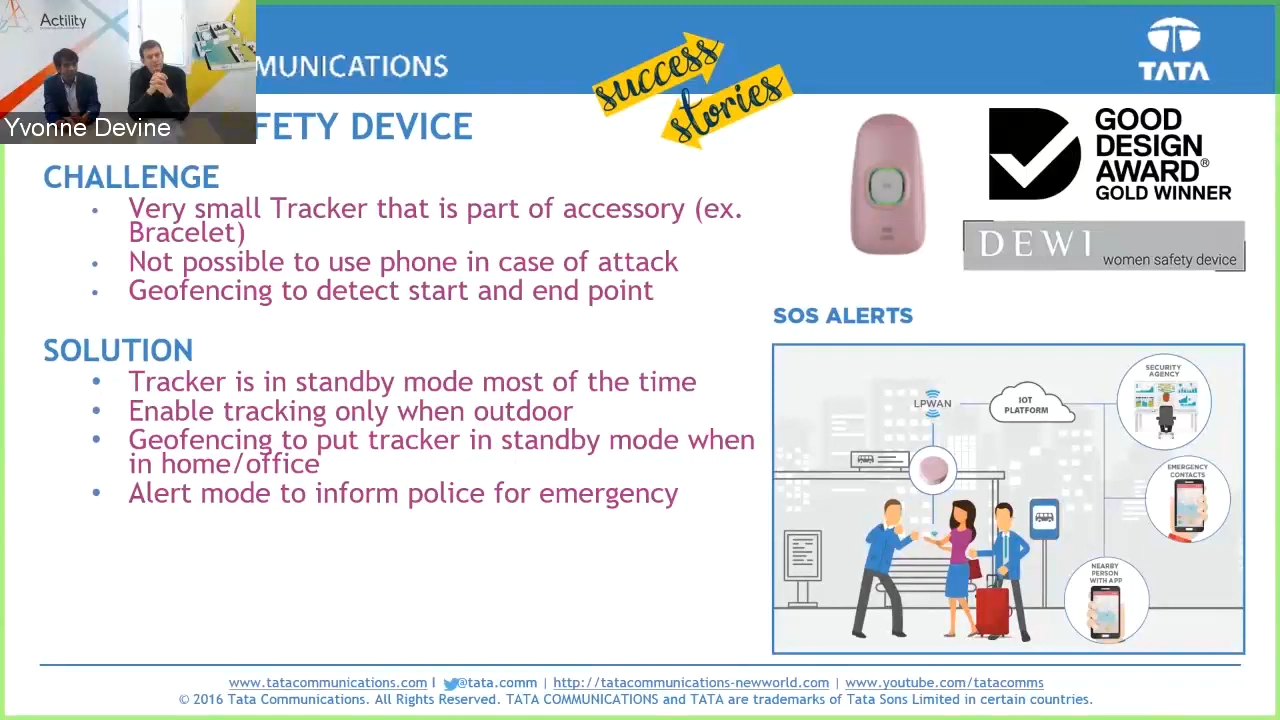 Actility
MUNICATIONS
success
stories
TATA
Yvonne Devine
FETY DEVICE
GOOD
DESIGN
AWARD®
GOLD WINNER
CHALLENGE
• Very small Tracker that is part of accessory (ex.
Bracelet)
• Not possible to use phone in case of attack
• Geofencing to detect start and end point
DEWI
women safety device
SOS ALERTS
SOLUTION
• Tracker is in standby mode most of the time
• Enable tracking only when outdoor
• Geofencing to put tracker in standby mode when
in home/office
• Alert mode to inform police for emergency
LPWAN
IOT
PLATFORM
SECURITY
AGENCY
EMERGENCY
CONTACTS
NEARBY
PERSON
WITH APP
www.tatacommunications.com I @tata.comm | http://tatacommunications-newworld.com | www.youtube.com/tatacomms
© 2016 Tata Communications. All Rights Reserved. TATA COMMUNICATIONS and TATA are trademarks of Tata Sons Limited in certain countries.